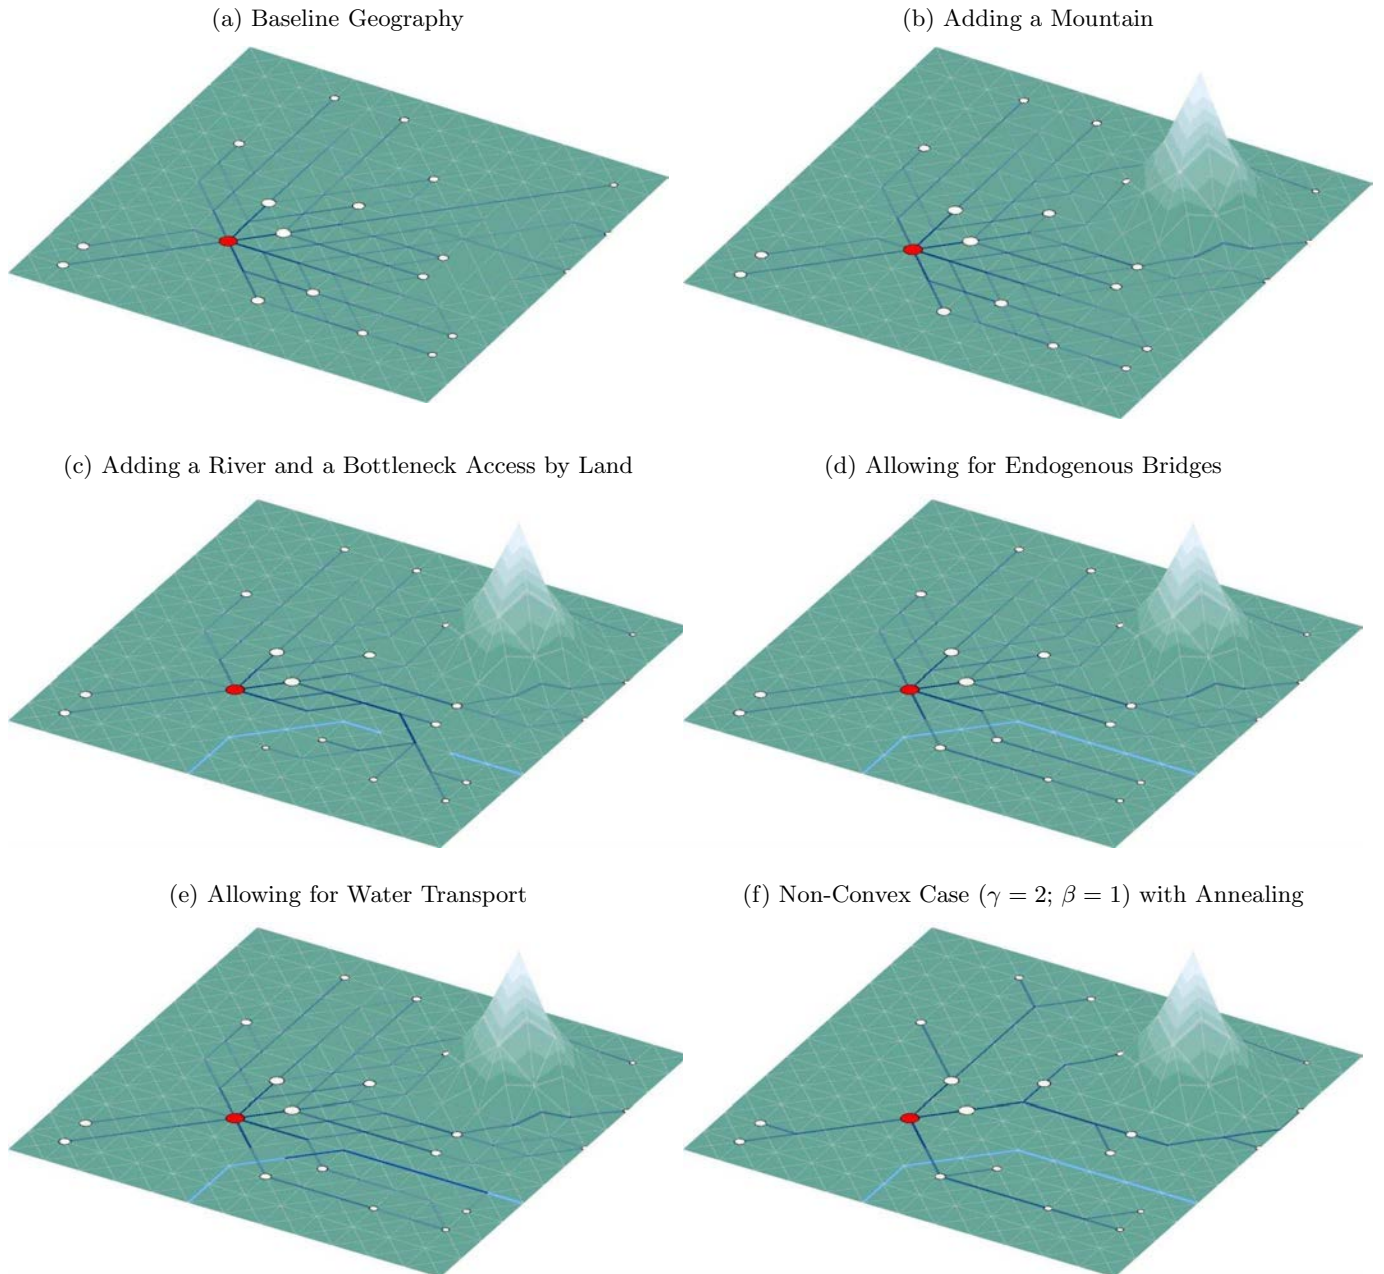 (a) Baseline Geography
(b) Adding a Mountain
(c) Adding a River and a Bottleneck Access by Land
(d) Allowing for Endogenous Bridges
(e) Allowing for Water Transport
(f) Non-Convex Case (γ = 2; β = 1) with Annealing